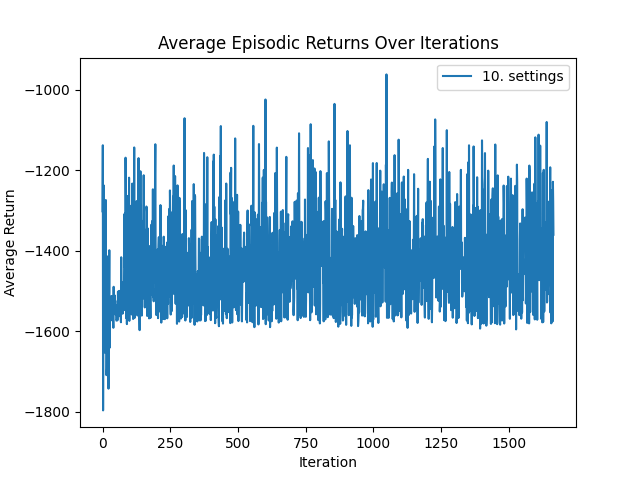 Average Episodic Returns Over Iterations
10. settings
Average Return
−1000
−1200
−1400
−1600
−1800
0 250 500 750 1000 1250 1500
Iteration